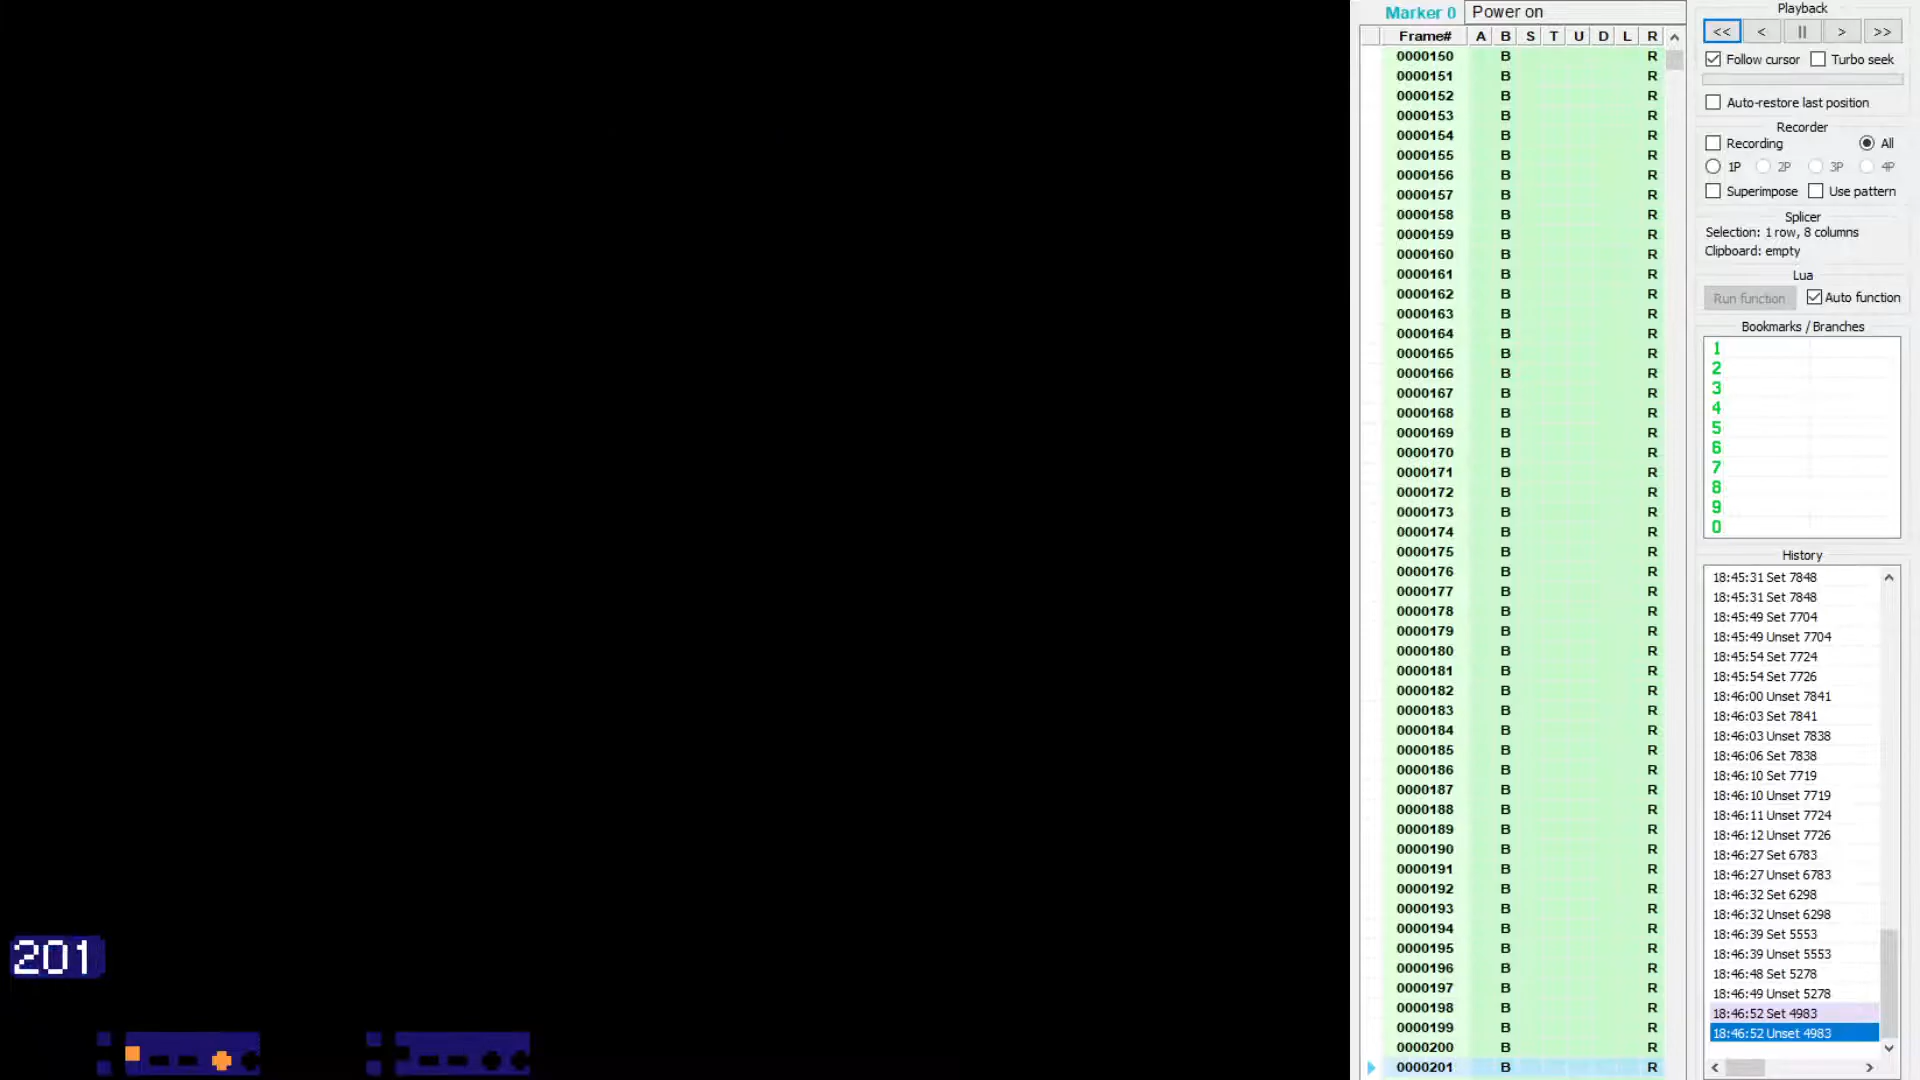 Marker 0 Power on
Frame# A B S T U D L R
0000150 B R
0000151 B R
0000152 B R
0000153 B R
0000154 B R
0000155 B R
0000156 B R
0000157 B R
0000158 B R
0000159 B R
0000160 B R
0000161 B R
0000162 B R
0000163 B R
0000164 B R
0000165 B R
0000166 B R
0000167 B R
0000168 B R
0000169 B R
0000170 B R
0000171 B R
0000172 B R
0000173 B R
0000174 B R
0000175 B R
0000176 B R
0000177 B R
0000178 B R
0000179 B R
0000180 B R
0000181 B R
0000182 B R
0000183 B R
0000184 B R
0000185 B R
0000186 B R
0000187 B R
0000188 B R
0000189 B R
0000190 B R
0000191 B R
0000192 B R
0000193 B R
0000194 B R
0000195 B R
0000196 B R
0000197 B R
0000198 B R
0000199 B R
0000200 B R
0000201 B R
Playback
<< < || > >>
Follow cursor Turbo seek
Auto-restore last position
Recorder
Recording All
1P 2P 3P 4P
Superimpose Use pattern
Splicer
Selection: 1 row, 8 columns
Clipboard: empty
Lua
Run function Auto function
Bookmarks / Branches
1
2
3
4
5
6
7
8
9
0
History
18:45:31 Set 7848
18:45:31 Set 7848
18:45:49 Set 7704
18:45:49 Unset 7704
18:45:54 Set 7724
18:45:54 Set 7726
18:46:00 Unset 7841
18:46:03 Set 7841
18:46:03 Unset 7838
18:46:06 Set 7838
18:46:10 Set 7719
18:46:10 Unset 7719
18:46:11 Unset 7724
18:46:12 Unset 7726
18:46:27 Set 6783
18:46:27 Unset 6783
18:46:32 Set 6298
18:46:32 Unset 6298
18:46:39 Set 5553
18:46:39 Unset 5553
18:46:48 Set 5278
18:46:49 Unset 5278
18:46:52 Set 4983
18:46:52 Unset 4983
201